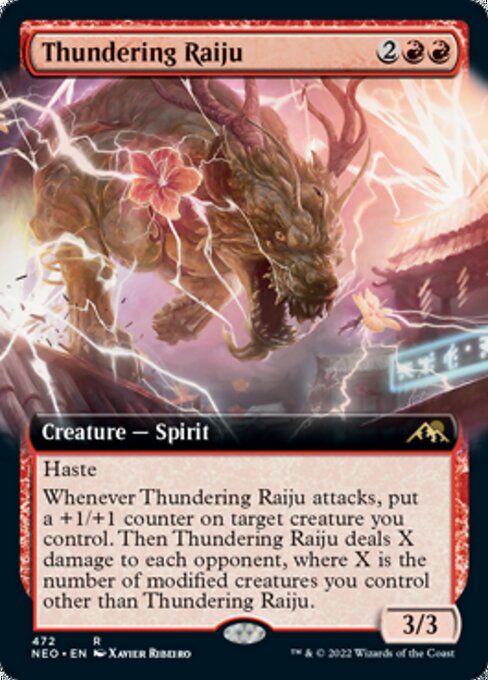 Thundering Raiju 2
Creature — Spirit
Haste
Whenever Thundering Raiju attacks, put
a +1/+1 counter on target creature you
control. Then Thundering Raiju deals X
damage to each opponent, where X is the
number of modified creatures you control
other than Thundering Raiju.
3/3
472 R
NEO • EN Xavier Ribeiro ™ & © 2022 Wizards of the Coast